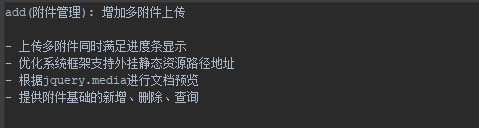 add(附件管理): 增加多附件上传
- 上传多附件同时满足进度条显示
- 优化系统框架支持外挂静态资源路径地址
- 根据jquery.media进行文档预览
- 提供附件基础的新增、删除、查询